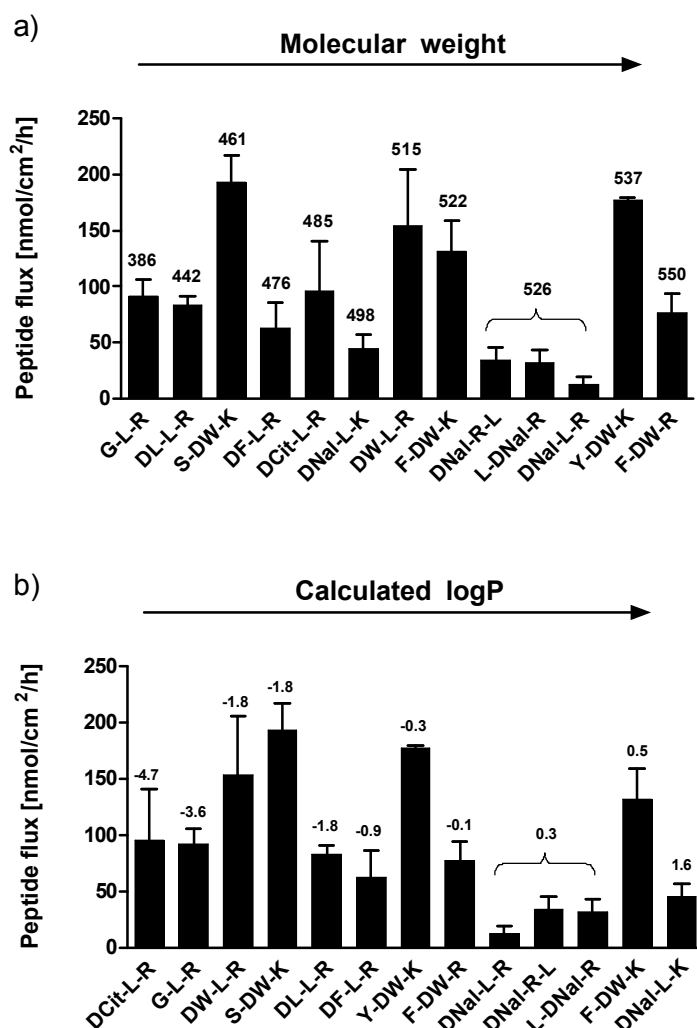 a)
Molecular weight
Peptide flux [nmol/cm²/h]
250
200
150
100
50
0
386
442
461
476
485
498
515
522
526
537
550
G-L-R
DL-L-R
S-DW-K
DF-L-R
DCit-L-R
DNal-L-K
DW-L-R
F-DW-K
DNal-R-L
L-DNal-R
DNal-L-R
Y-DW-K
F-DW-R
b)
Calculated logP
Peptide flux [nmol/cm ²/h]
250
200
150
100
50
0
-4.7
-3.6
-1.8
-1.8
-1.8
-0.9
-0.3
-0.1
0.3
0.5
1.6
DCit-L-R
G-L-R
DW-L-R
S-DW-K
DL-L-R
DF-L-R
Y-DW-K
F-DW-R
DNal-L-R
DNal-R-L
L-DNal-R
F-DW-K
DNal-L-K